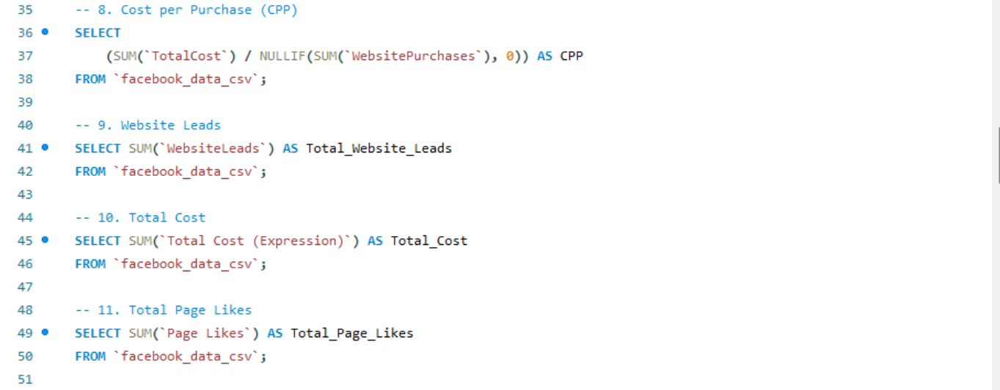 35 -- 8. Cost per Purchase (CPP)
36 SELECT
37 (SUM(`TotalCost`) / NULLIF(SUM(`WebsitePurchases`), 0)) AS CPP
38 FROM `facebook_data_csv`;
39
40 -- 9. Website Leads
41 SELECT SUM(`WebsiteLeads`) AS Total_Website_Leads
42 FROM `facebook_data_csv`;
43
44 -- 10. Total Cost
45 SELECT SUM(`Total Cost (Expression)`) AS Total_Cost
46 FROM `facebook_data_csv`;
47
48 -- 11. Total Page Likes
49 SELECT SUM(`Page Likes`) AS Total_Page_Likes
50 FROM `facebook_data_csv`;
51